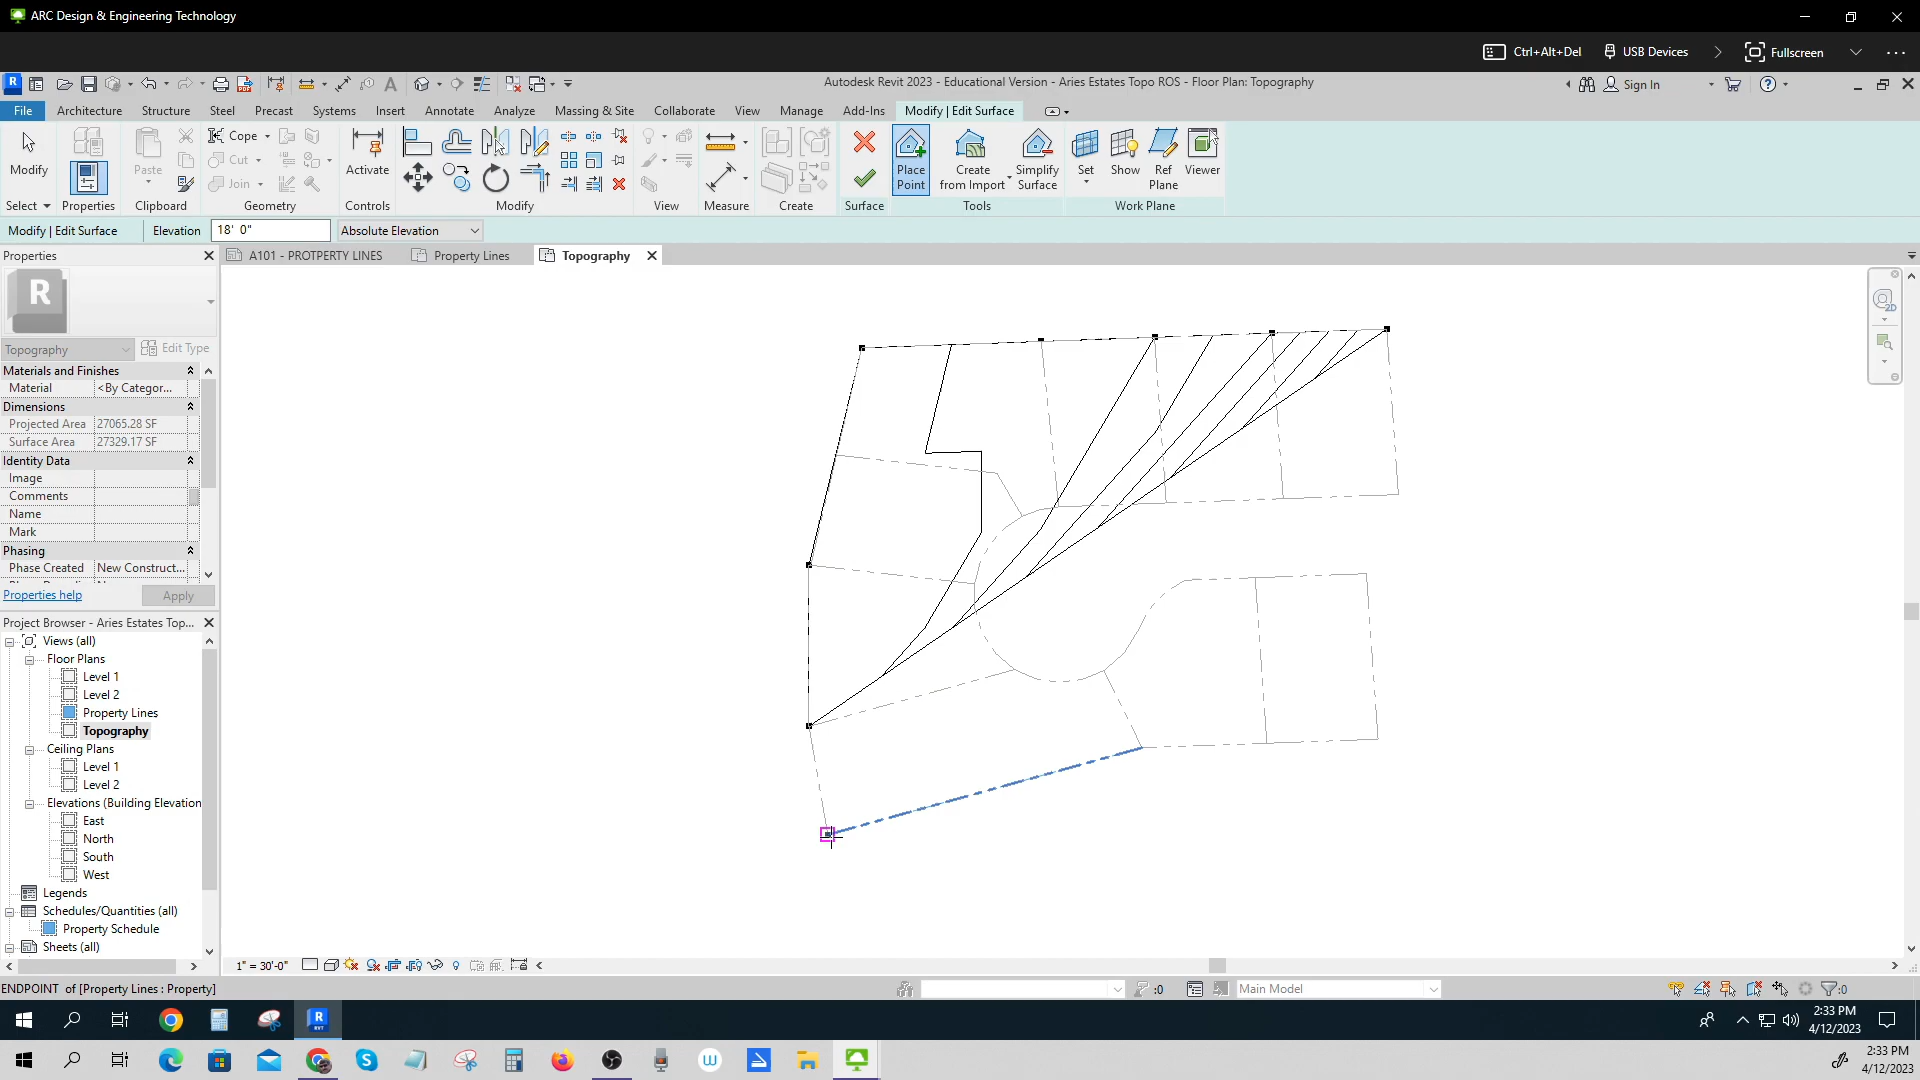 ARC Design & Engineering Technology
Ctrl+Alt+Del USB Devices Fullscreen
Autodesk Revit 2023 - Educational Version - Aries Estates Topo ROS - Floor Plan: Topography
Sign In
File Architecture Structure Steel Precast Systems Insert Annotate Analyze Massing & Site Collaborate View Manage Add-Ins Modify | Edit Surface
Modify Paste Cope Cut Join Activate Place Point Create from Import Simplify Surface Set Show Ref Plane Viewer
Select Properties Clipboard Geometry Controls Modify View Measure Create Surface Tools Work Plane
Modify | Edit Surface Elevation 18' 0" Absolute Elevation
Properties
A101 - PROTPERTY LINES Property Lines Topography
R
Topography Edit Type
Materials and Finishes
Material <By Categor...
Dimensions
Projected Area 27065.28 SF
Surface Area 27329.17 SF
Identity Data
Image
Comments
Name
Mark
Phasing
Phase Created New Construct...
Properties help Apply
Project Browser - Aries Estates Top...
Views (all)
Floor Plans
Level 1
Level 2
Property Lines
Topography
Ceiling Plans
Level 1
Level 2
Elevations (Building Elevation
East
North
South
West
Legends
Schedules/Quantities (all)
Property Schedule
Sheets (all)
1" = 30'-0"
ENDPOINT of [Property Lines : Property] :0 Main Model :0
2:33 PM
4/12/2023
2:33 PM
4/12/2023